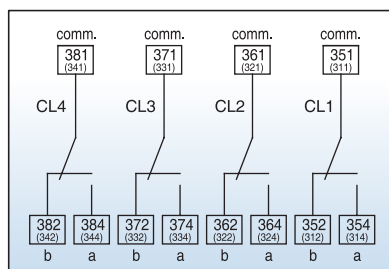 comm. comm. comm. comm.
381 371 361 351
(341) (331) (321) (311)
CL4 CL3 CL2 CL1
382 384 372 374 362 364 352 354
(342) (344) (332) (334) (322) (324) (312) (314)
b a b a b a b a